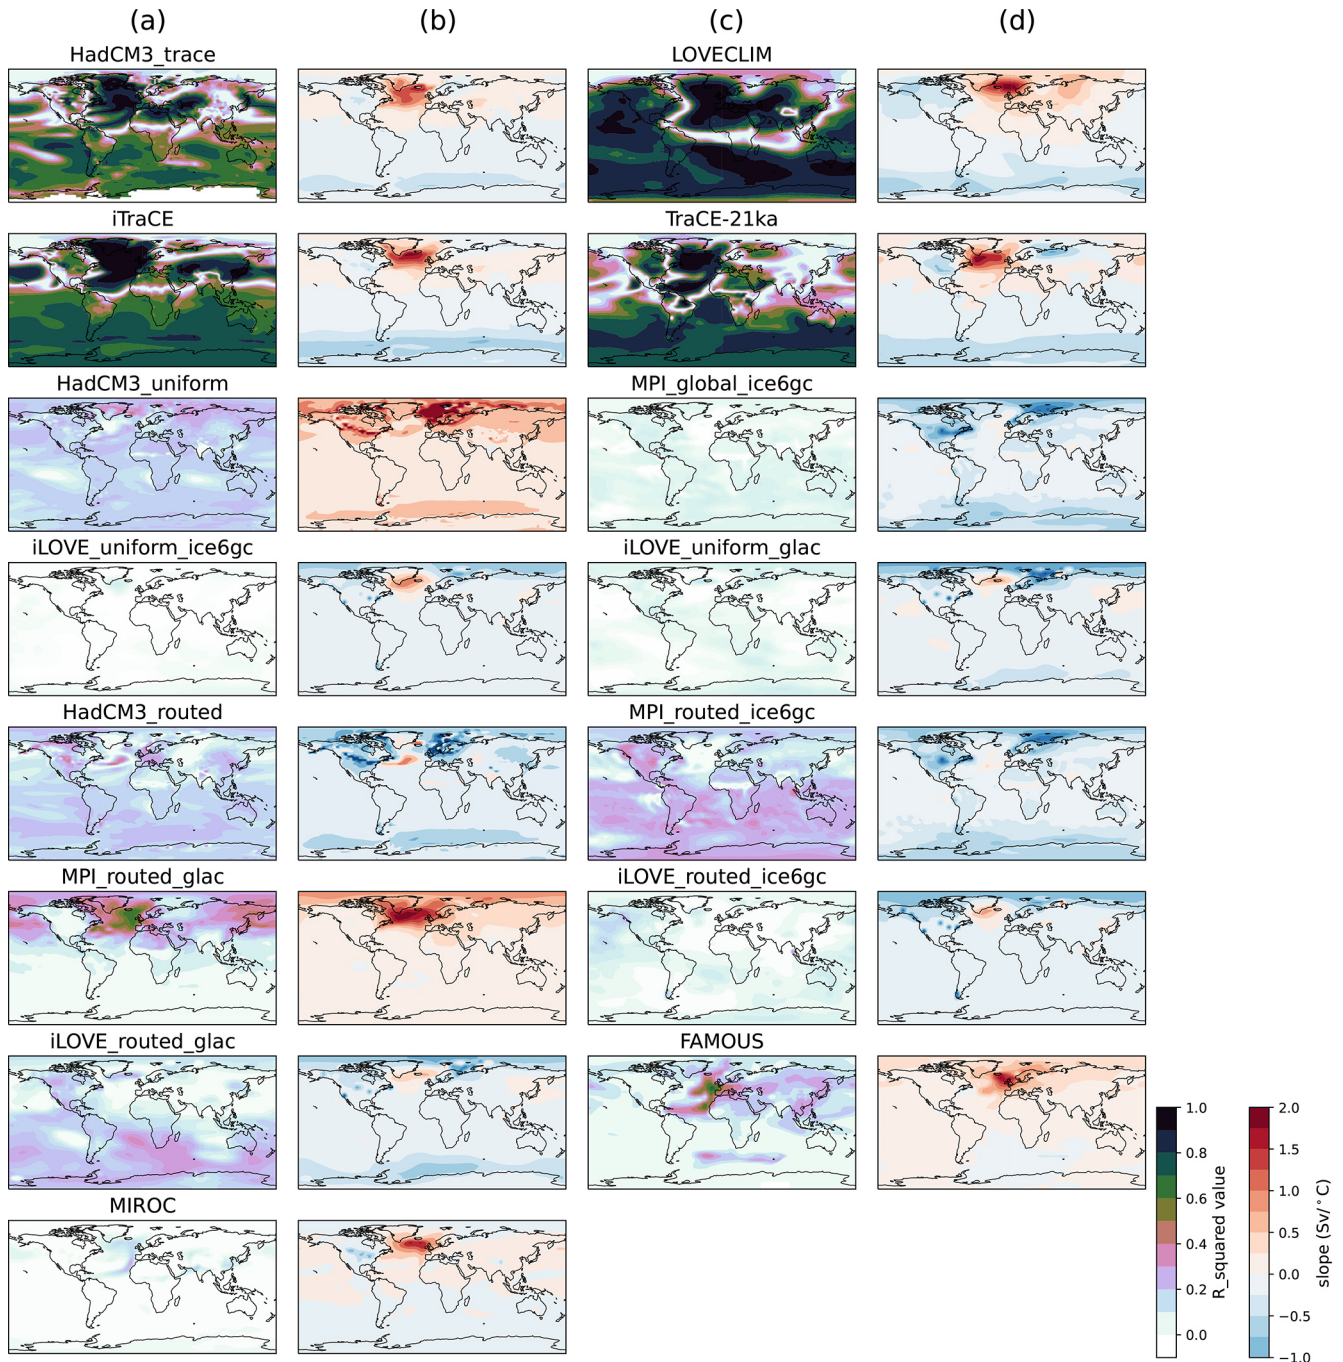 (a) (b) (c) (d)
HadCM3_trace LOVECLIM
iTraCE TraCE-21ka
HadCM3_uniform MPI_global_ice6gc
iLOVE_uniform_ice6gc iLOVE_uniform_glac
HadCM3_routed MPI_routed_ice6gc
MPI_routed_glac iLOVE_routed_ice6gc
iLOVE_routed_glac FAMOUS
MIROC
1.0
0.8
0.6
0.4
0.2
0.0
R_squared value
2.0
1.5
1.0
0.5
0.0
−0.5
−1.0
slope (Sv/°C)